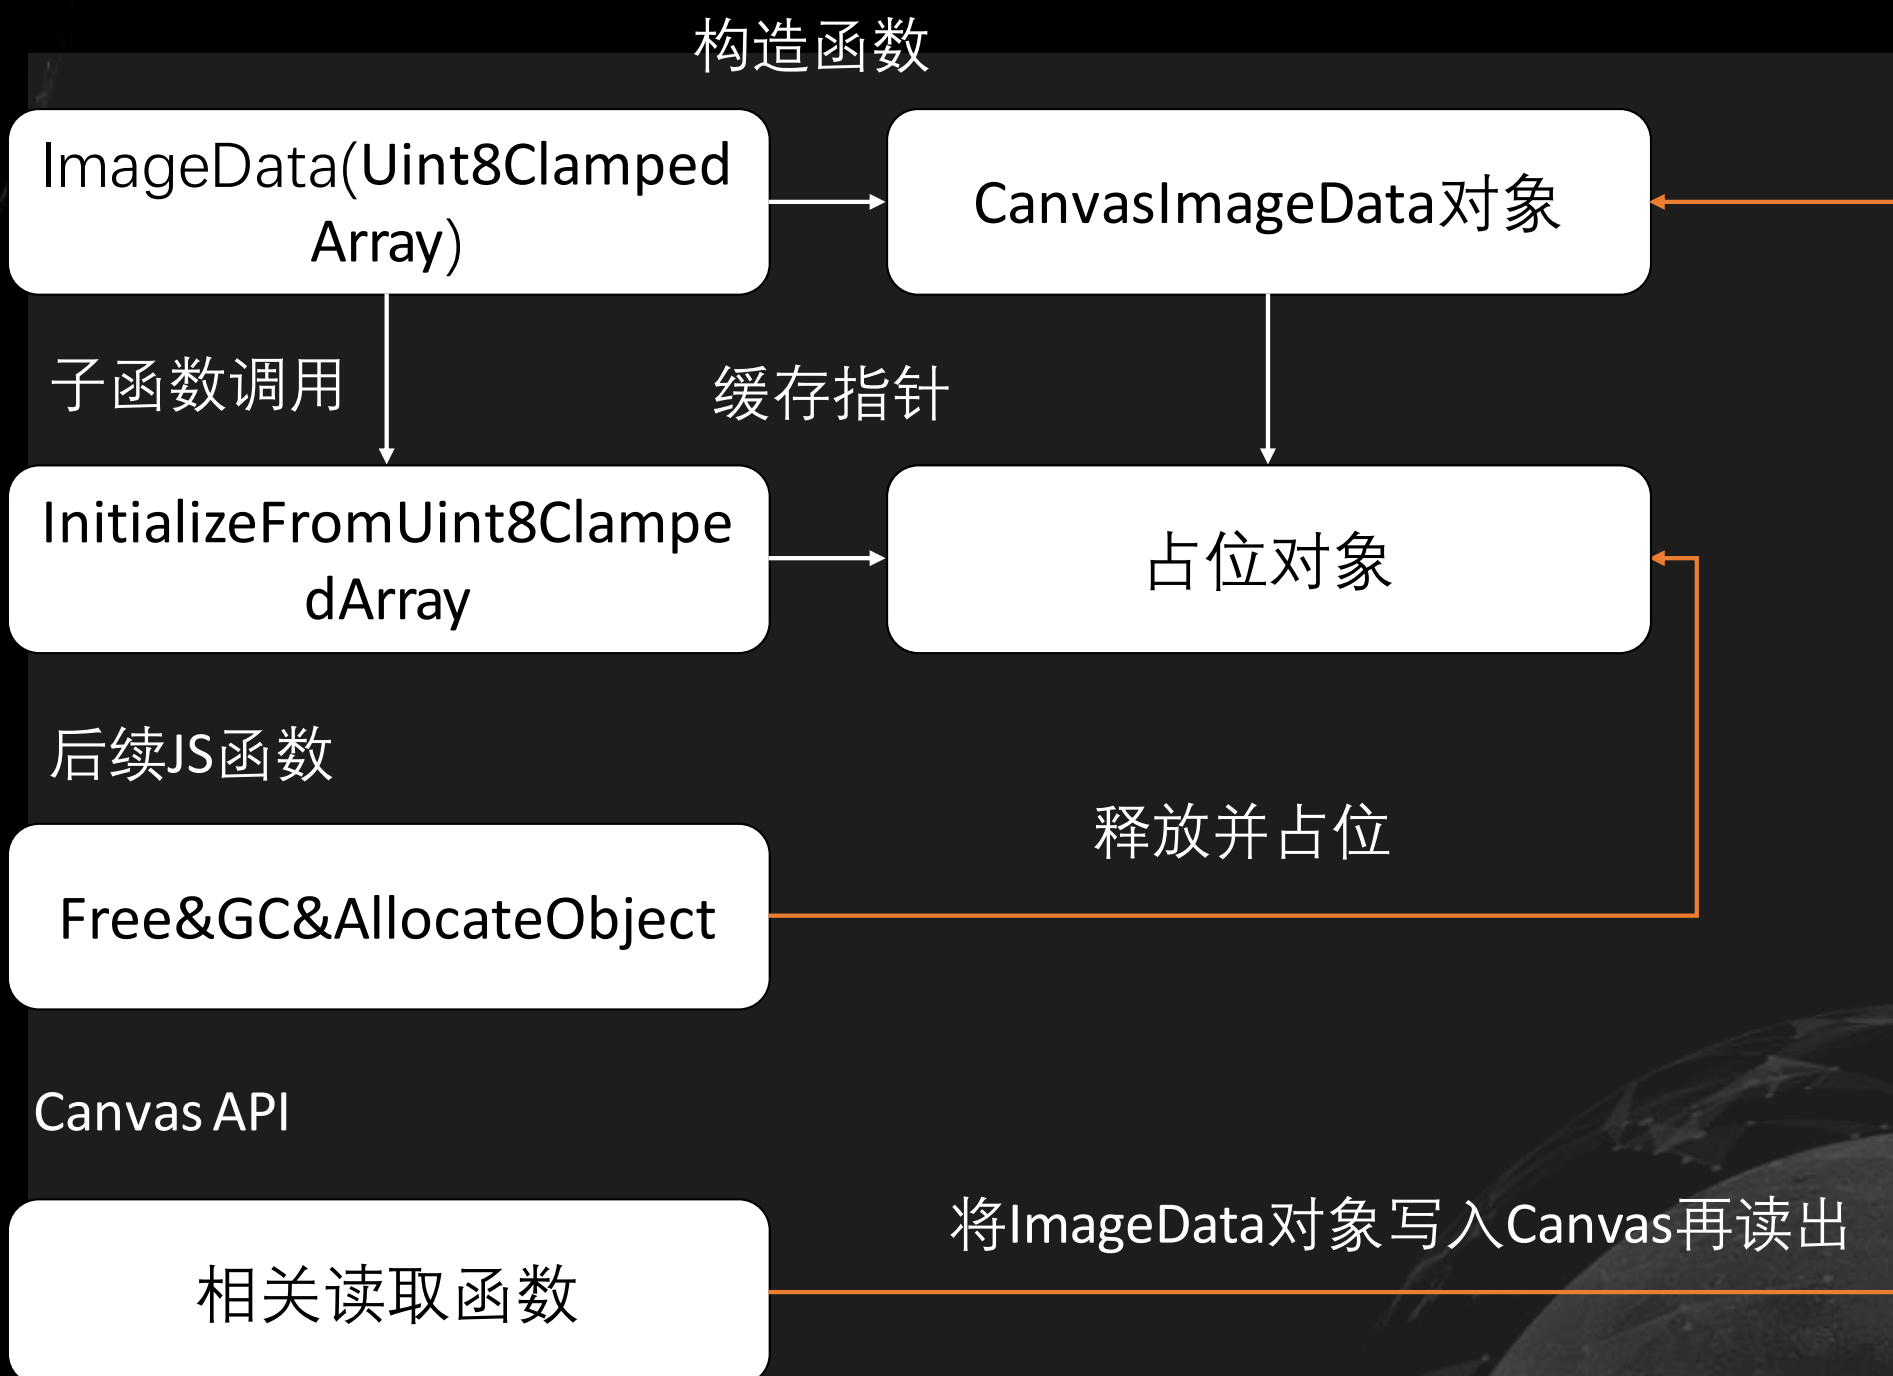 构造函数
ImageData(Uint8Clamped
Array)
CanvasImageData对象
子函数调用
缓存指针
InitializeFromUint8Clampe
dArray
占位对象
后续JS函数
释放并占位
Free&GC&AllocateObject
Canvas API
将ImageData对象写入Canvas再读出
相关读取函数